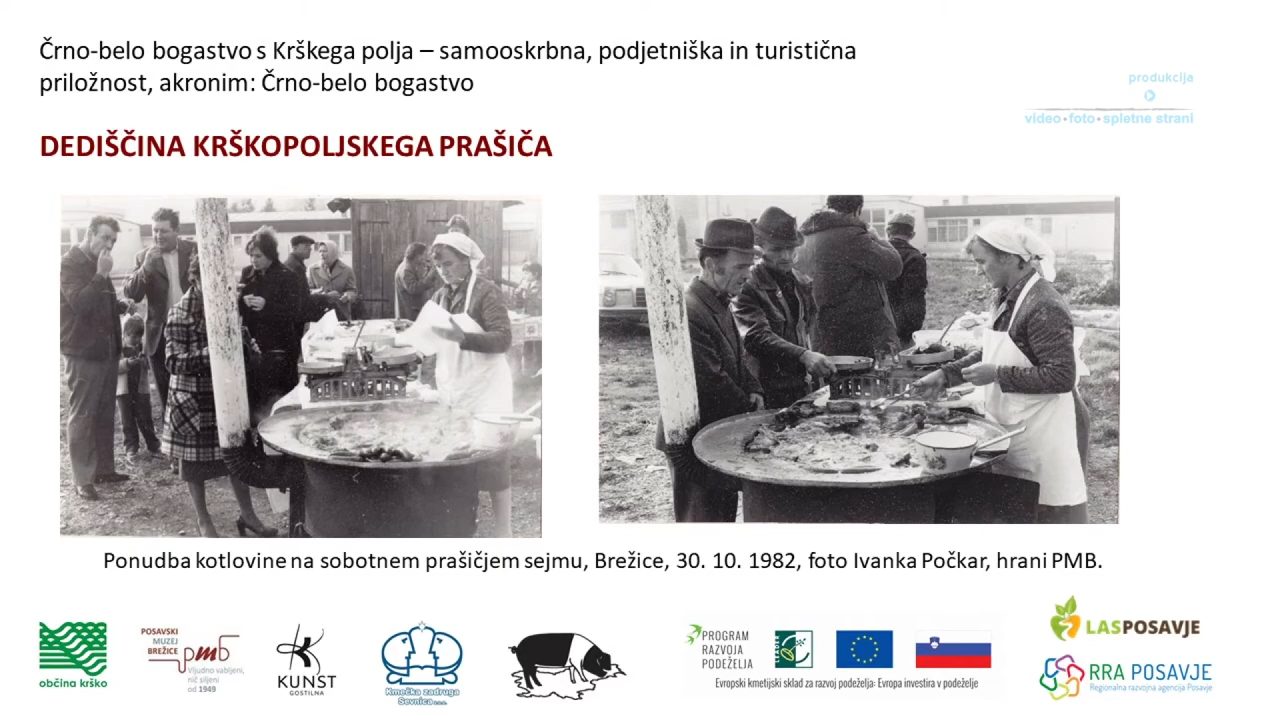 Črno-belo bogastvo s Krškega polja – samooskrbna, podjetniška in turistična
priložnost, akronim: Črno-belo bogastvo
produkcija
video•foto•spletne strani
DEDIŠČINA KRŠKOPOLJSKEGA PRAŠIČA
Ponudba kotlovine na sobotnem prašičjem sejmu, Brežice, 30. 10. 1982, foto Ivanka Počkar, hrani PMB.
občina krško
POSAVSKI
MUZEJ
BREŽICE
pmb
Vljudno vabljeni,
nič siljeni
od 1949
KUNST
GOSTILNA
Kmečka zadruga
Sevnica z.o.o.
PROGRAM
RAZVOJA
PODEŽELJA
LEADER
Evropski kmetijski sklad za razvoj podeželja: Evropa investira v podeželje
LASPOSAVJE
RRA POSAVJE
Regionalna razvojna agencija Posavje